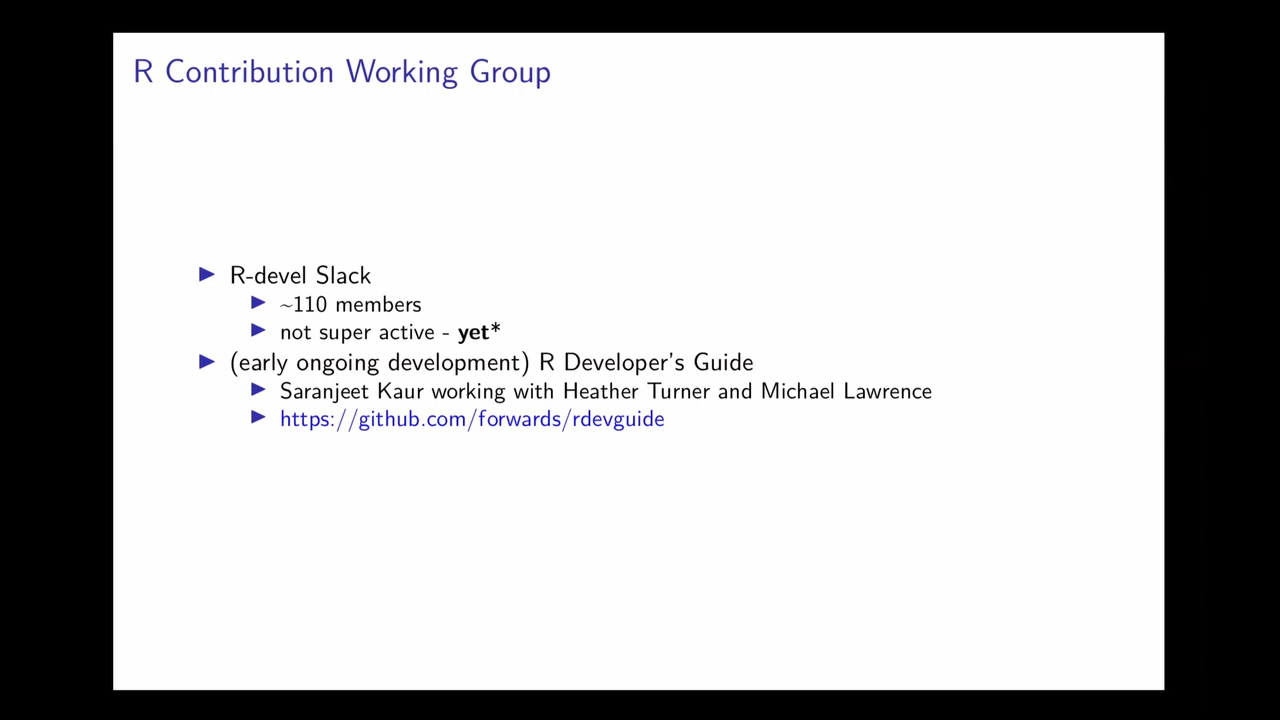 R Contribution Working Group
▶ R-devel Slack
▶ ~110 members
▶ not super active - yet*
▶ (early ongoing development) R Developer's Guide
▶ Saranjeet Kaur working with Heather Turner and Michael Lawrence
▶ https://github.com/forwards/rdevguide